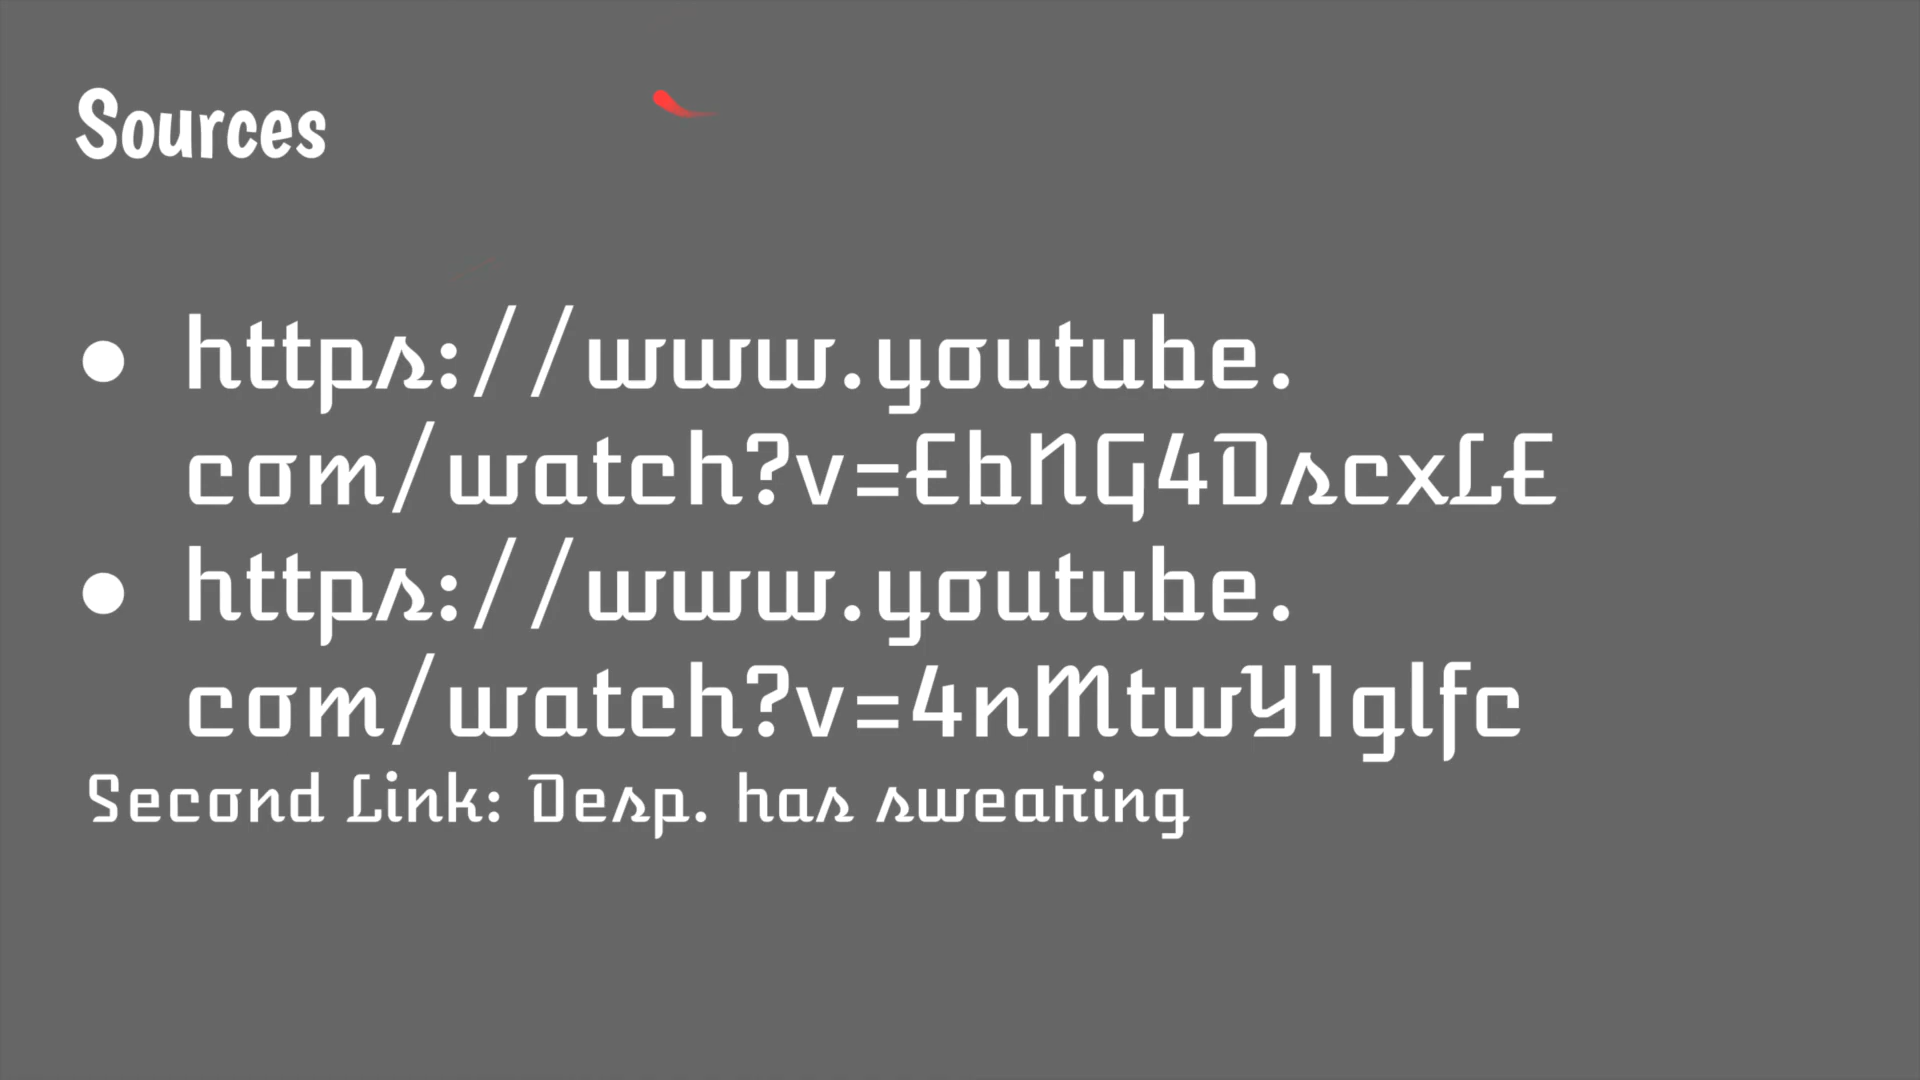 Sources
● https://www.youtube.
com/watch?v=EbNG4DscxLE
● https://www.youtube.
com/watch?v=4nMtwY1glfc
Second Link: Desp. has swearing